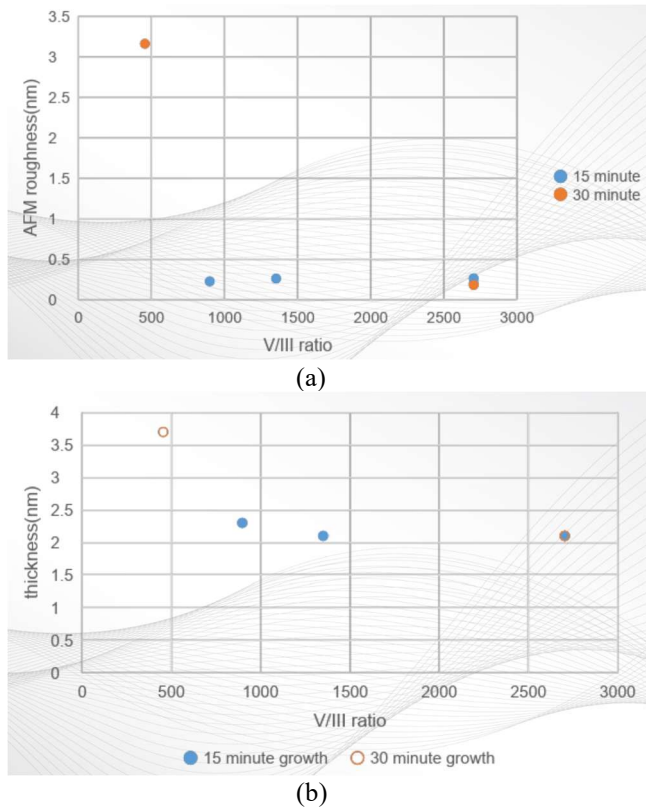 3.5
3
2.5
2
1.5
1
0.5
0
AFM roughness(nm)
0 500 1000 1500 2000 2500 3000
V/III ratio
15 minute
30 minute
(a)
4
3.5
3
2.5
2
1.5
1
0.5
0
thickness(nm)
0 500 1000 1500 2000 2500 3000
V/III ratio
15 minute growth 30 minute growth
(b)